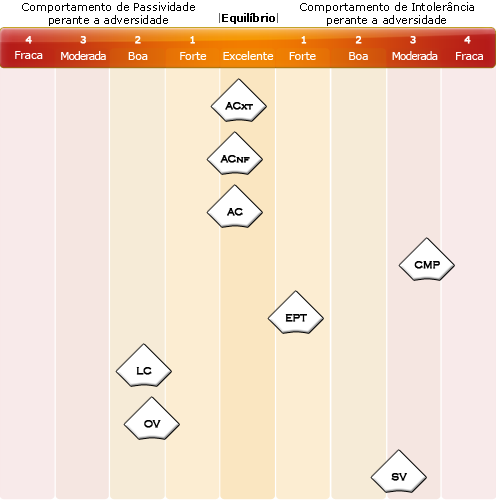 Comportamento de Passividade
perante a adversidade
|Equilíbrio|
Comportamento de Intolerância
perante a adversidade
4 3 2 1 1 2 3 4
Fraca Moderada Boa Forte Excelente Forte Boa Moderada Fraca
ACxt
ACnf
AC
CMP
EPT
LC
OV
SV